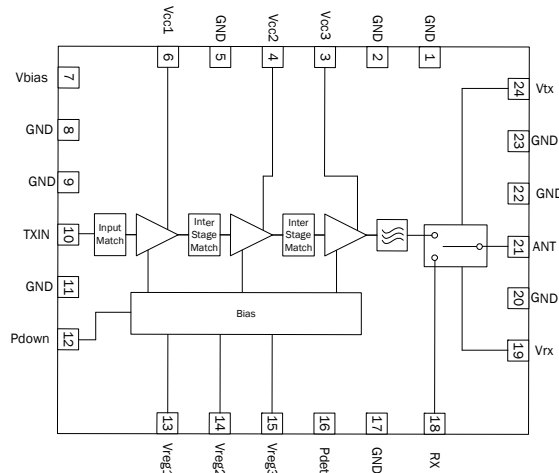 Vcc1
GND
Vcc2
Vcc3
GND
GND
6
5
4
3
2
1
Vbias
7
24
Vtx
GND
8
23
GND
GND
9
22
GND
TXIN
10
Input
Match
Inter
Stage
Match
Inter
Stage
Match
21
ANT
GND
11
20
GND
Bias
Pdown
12
19
Vrx
13
14
15
16
17
18
Vreg2
Vreg3
Pdet
GND
RX